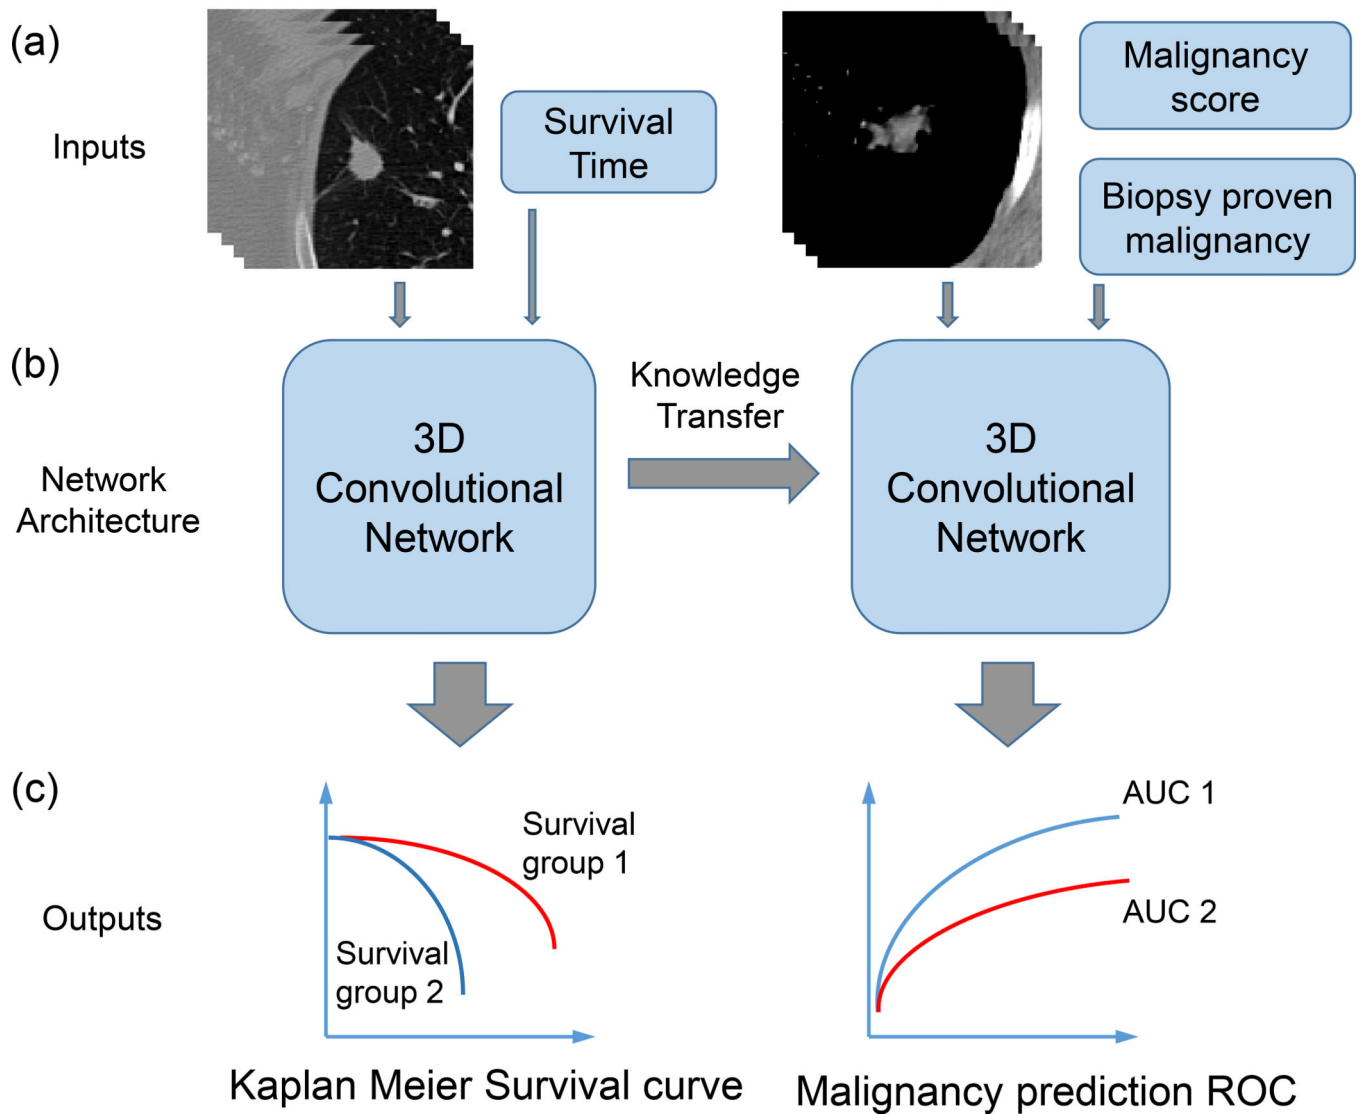 (a)
Inputs
Survival
Time
Malignancy
score
Biopsy proven
malignancy
(b)
Network
Architecture
3D
Convolutional
Network
Knowledge
Transfer
3D
Convolutional
Network
(c)
Outputs
Survival
group 1
Survival
group 2
Kaplan Meier Survival curve
AUC 1
AUC 2
Malignancy prediction ROC